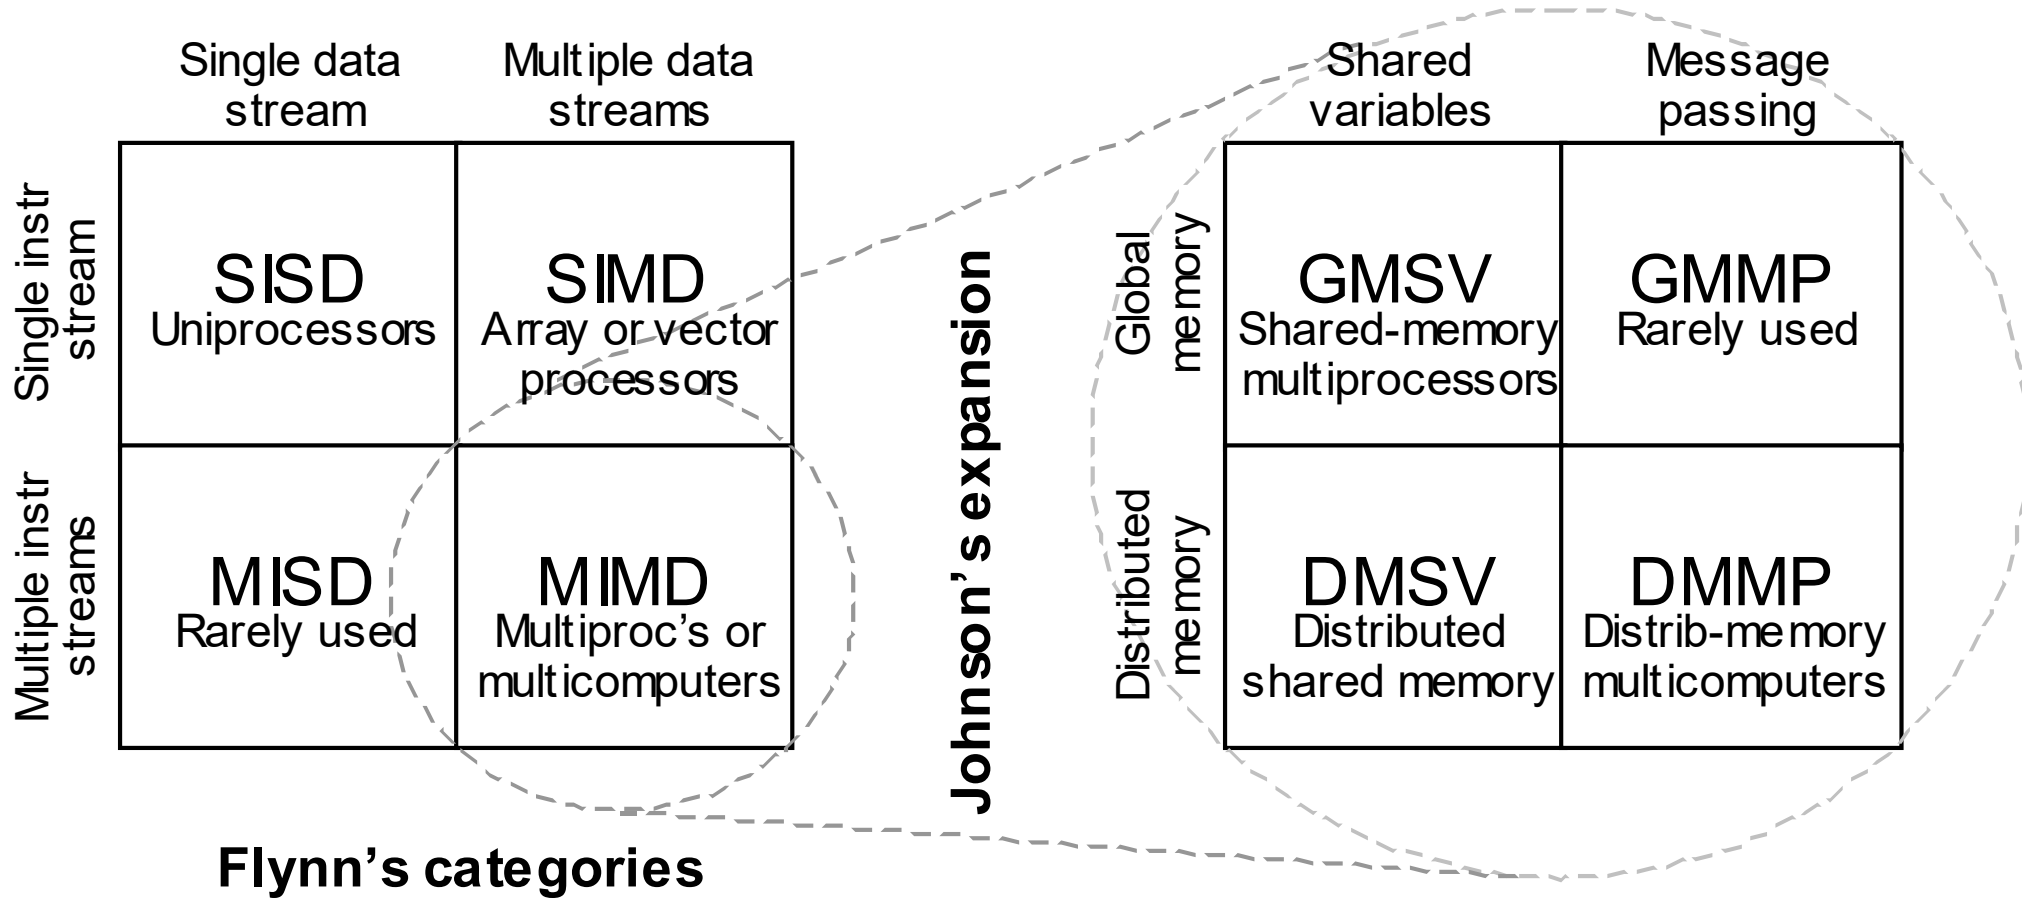 Single data
stream
Multiple data
streams
Single instr
stream
SISD
Uniprocessors
SIMD
Array or vector
processors
Multiple instr
streams
MISD
Rarely used
MIMD
Multiproc's or
multicomputers
Flynn's categories
Johnson's expansion
Shared
variables
Message
passing
Global
memory
GMSV
Shared-memory
multiprocessors
GMMP
Rarely used
Distributed
memory
DMSV
Distributed
shared memory
DMMP
Distrib-memory
multicomputers